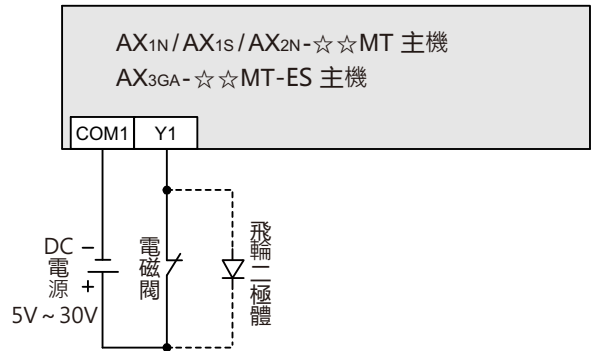 AX1N/AX1S/AX2N-☆☆MT 主機
AX3GA-☆☆MT-ES 主機
COM1 Y1
DC
電
源
－
+
5V～30V
電磁閥
飛輪二極體